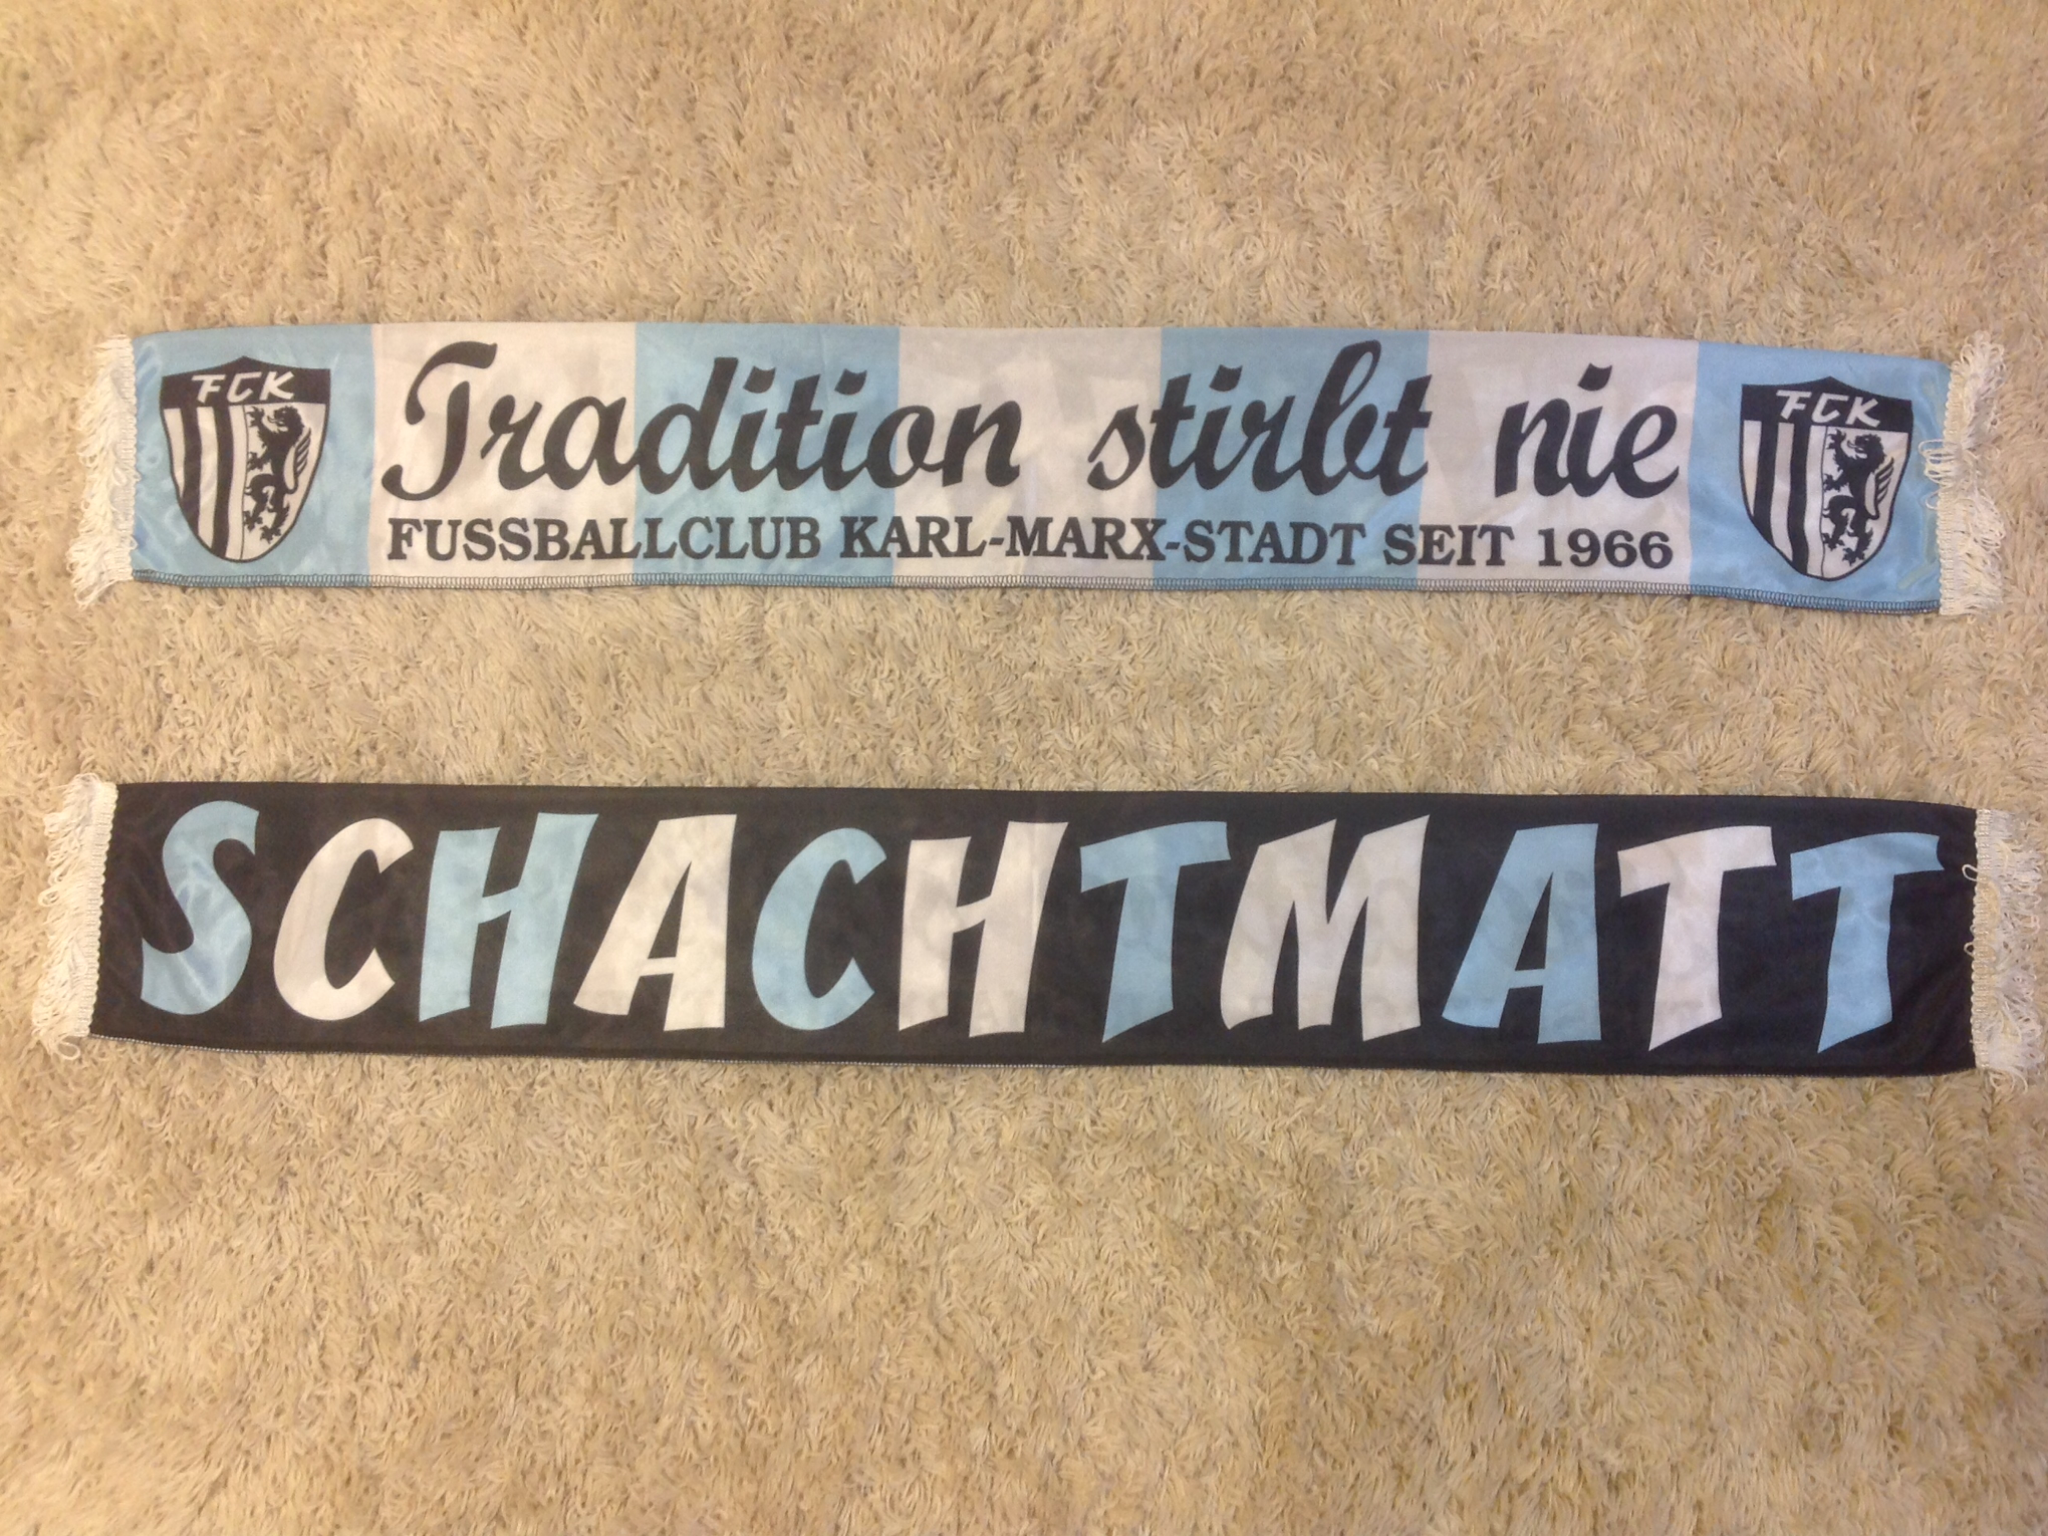 FCK
Tradition stirbt nie
FCK
FUSSBALLCLUB KARL-MARX-STADT SEIT 1966
SCHACHTMATT